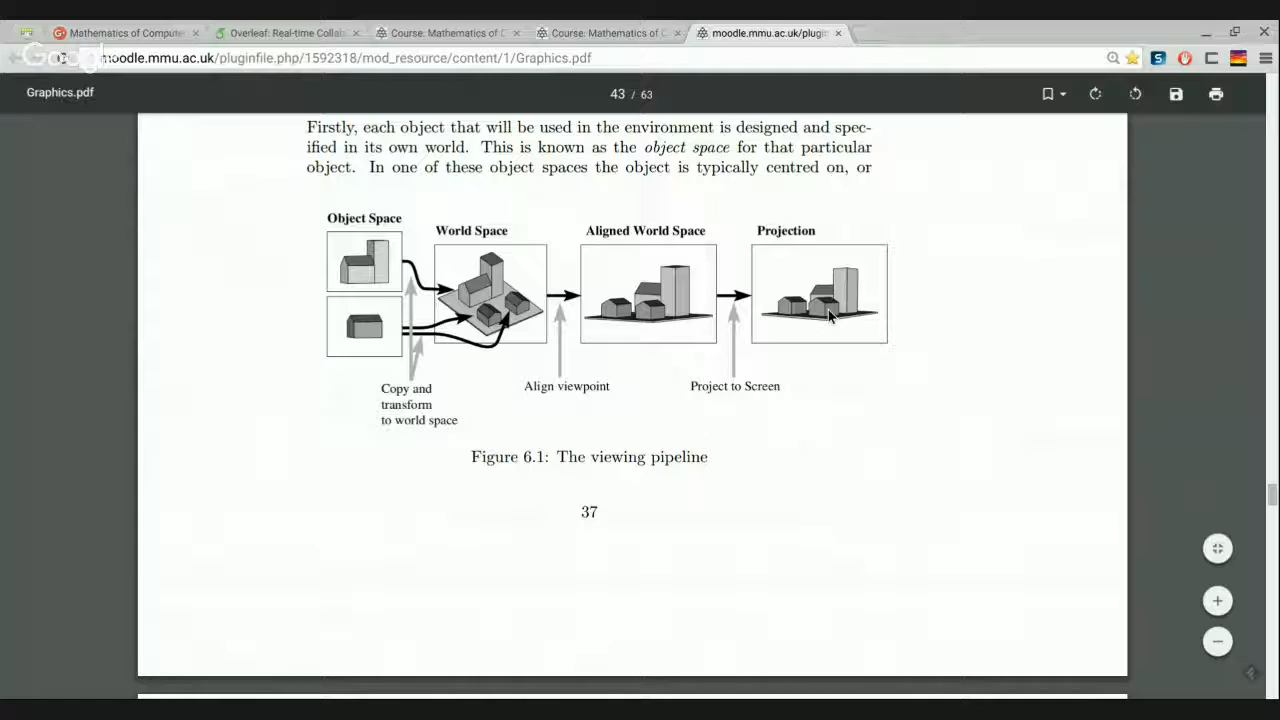 Mathematics of Compute
Overleaf: Real-time Colla
Course: Mathematics of C
Course: Mathematics of C
moodle.mmu.ac.uk/plugin
Google
moodle.mmu.ac.uk/pluginfile.php/1592318/mod_resource/content/1/Graphics.pdf
Graphics.pdf
43 / 63
Firstly, each object that will be used in the environment is designed and spec-
ified in its own world. This is known as the object space for that particular
object. In one of these object spaces the object is typically centred on, or
Object Space
World Space
Aligned World Space
Projection
Copy and
transform
to world space
Align viewpoint
Project to Screen
Figure 6.1: The viewing pipeline
37